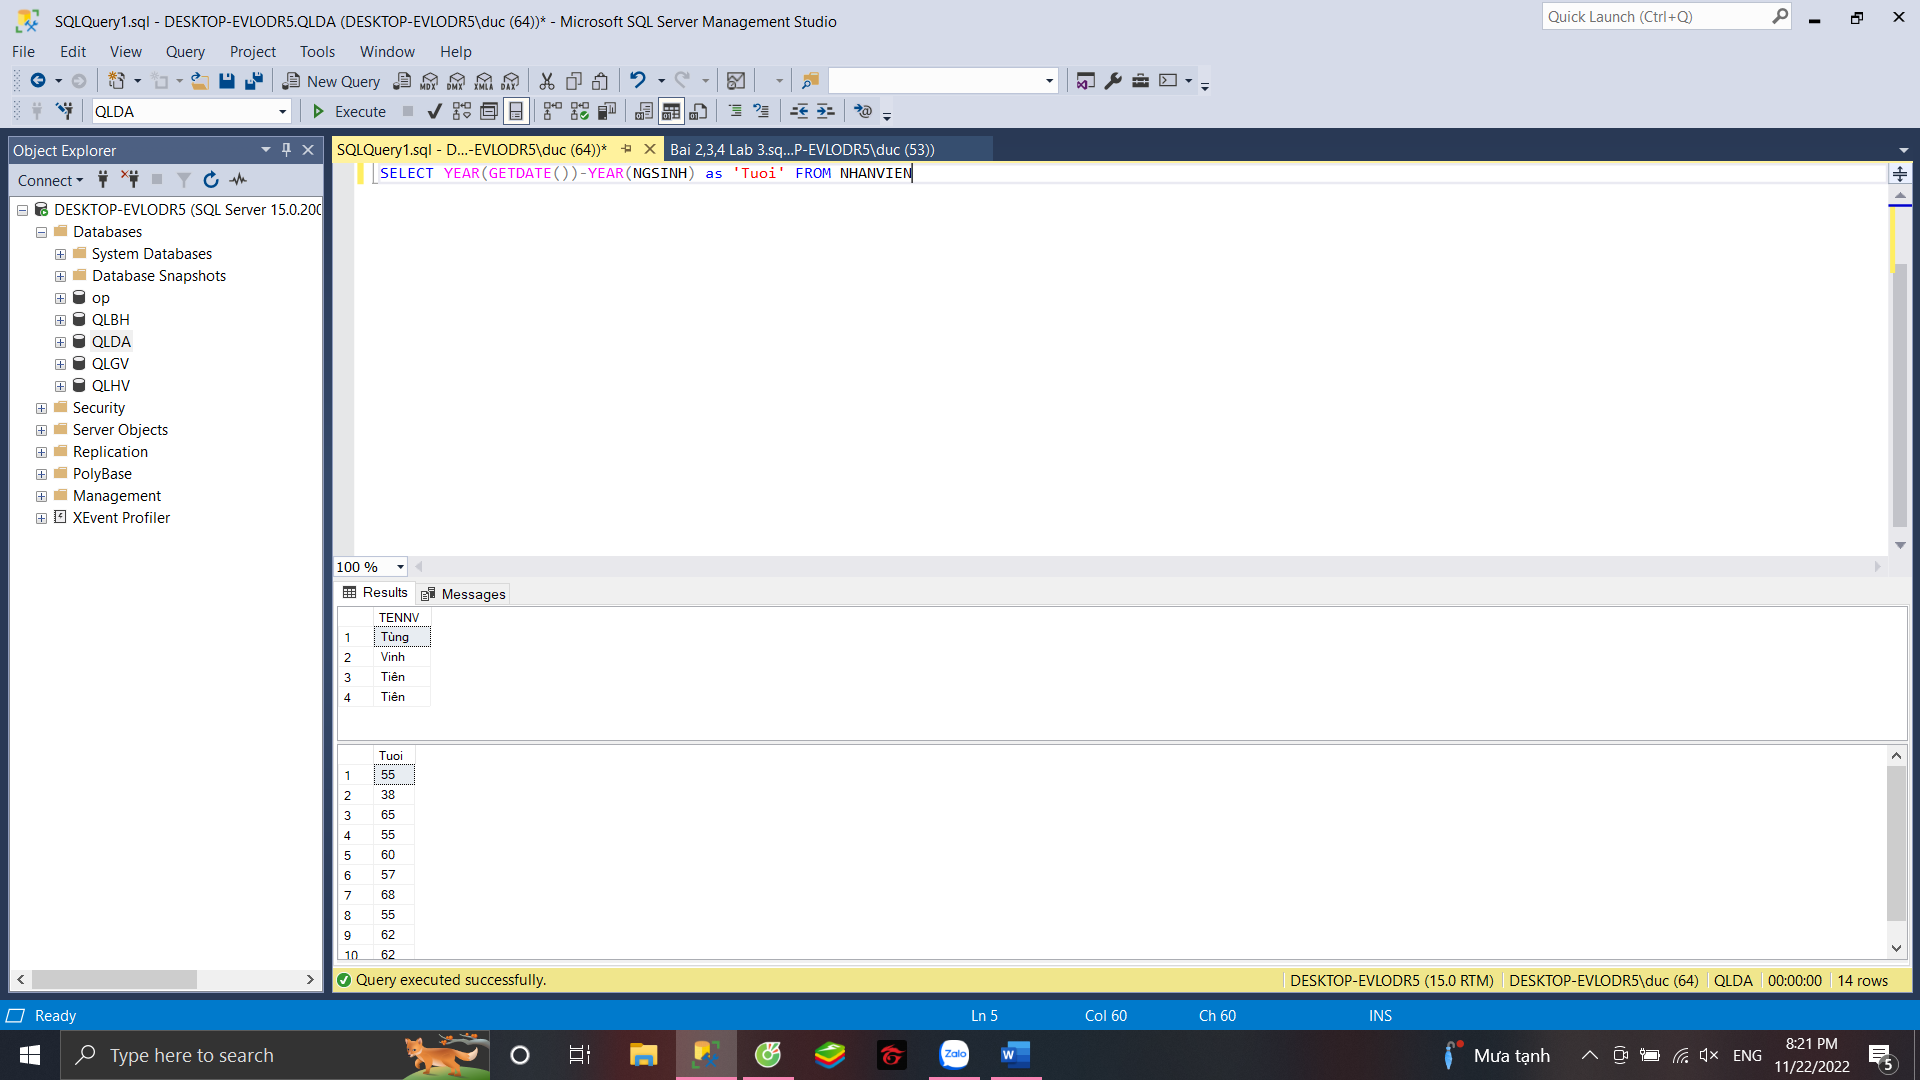 SQLQuery1.sql - DESKTOP-EVLODR5.QLDA (DESKTOP-EVLODR5\duc (64))* - Microsoft SQL Server Management Studio
Quick Launch (Ctrl+Q)
File Edit View Query Project Tools Window Help
New Query
MDX DMX XMLA DAX
QLDA
Execute
Object Explorer
SQLQuery1.sql - D...-EVLODR5\duc (64))*
Bai 2,3,4 Lab 3.sq...P-EVLODR5\duc (53))
Connect
SELECT YEAR(GETDATE())-YEAR(NGSINH) as 'Tuoi' FROM NHANVIEN
DESKTOP-EVLODR5 (SQL Server 15.0.200
Databases
System Databases
Database Snapshots
op
QLBH
QLDA
QLGV
QLHV
Security
Server Objects
Replication
PolyBase
Management
XEvent Profiler
100 %
Results Messages
TENNV
1 Tùng
2 Vinh
3 Tiên
4 Tiên
Tuoi
1 55
2 38
3 65
4 55
5 60
6 57
7 68
8 55
9 62
10 62
Query executed successfully.
DESKTOP-EVLODR5 (15.0 RTM) DESKTOP-EVLODR5\duc (64) QLDA 00:00:00 14 rows
Ready
Ln 5 Col 60 Ch 60 INS
Type here to search
Zalo
W
Mưa tạnh
ENG
8:21 PM
11/22/2022
5